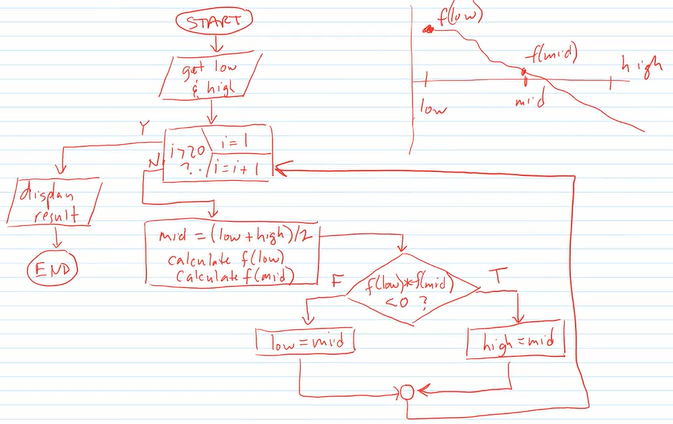 START
get low
& high
Y
N
i>20
?
i=1
i=i+1
display
result
END
mid = (low+high)/2
calculate f(low)
calculate f(mid)
f(low)*f(mid)
<0 ?
F
T
low=mid
high=mid
f(low)
f(mid)
high
low
mid